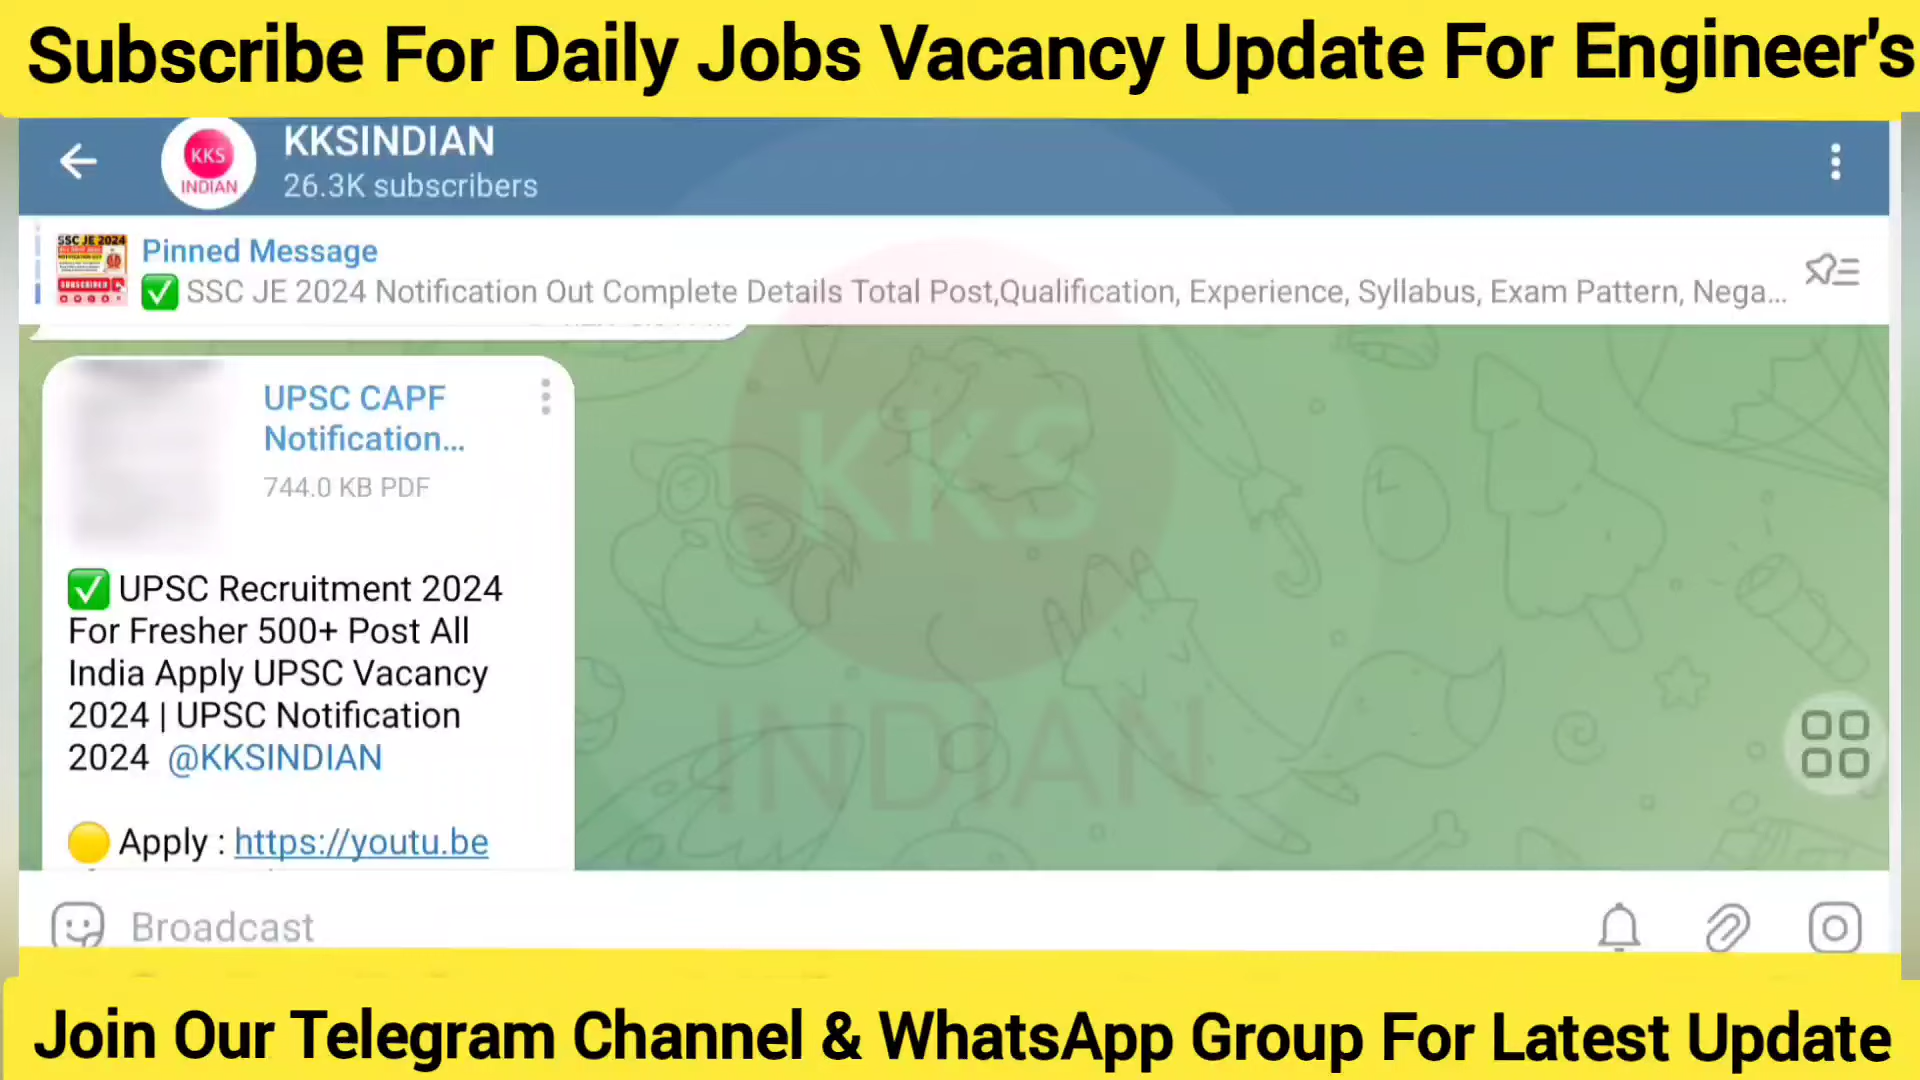 Subscribe For Daily Jobs Vacancy Update For Engineer's
KKS
INDIAN
KKSINDIAN
26.3K subscribers
SSC JE 2024
Pinned Message
✅ SSC JE 2024 Notification Out Complete Details Total Post,Qualification, Experience, Syllabus, Exam Pattern, Nega...
UPSC CAPF
Notification...
744.0 KB PDF
✅ UPSC Recruitment 2024
For Fresher 500+ Post All
India Apply UPSC Vacancy
2024 | UPSC Notification
2024 @KKSINDIAN
🟡 Apply : https://youtu.be
KKS
INDIAN
Broadcast
Join Our Telegram Channel & WhatsApp Group For Latest Update